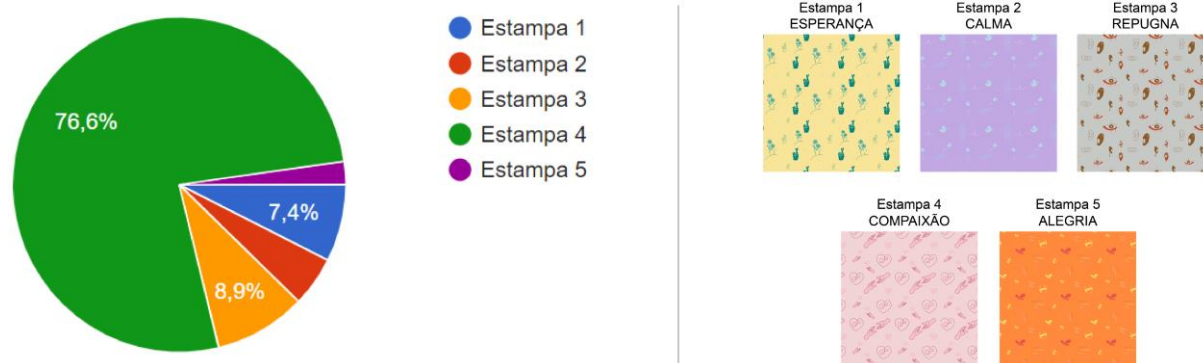 76,6%
7,4%
8,9%
Estampa 1
Estampa 2
Estampa 3
Estampa 4
Estampa 5
Estampa 1
ESPERANÇA
Estampa 2
CALMA
Estampa 3
REPUGNA
Estampa 4
COMPAIXÃO
Estampa 5
ALEGRIA